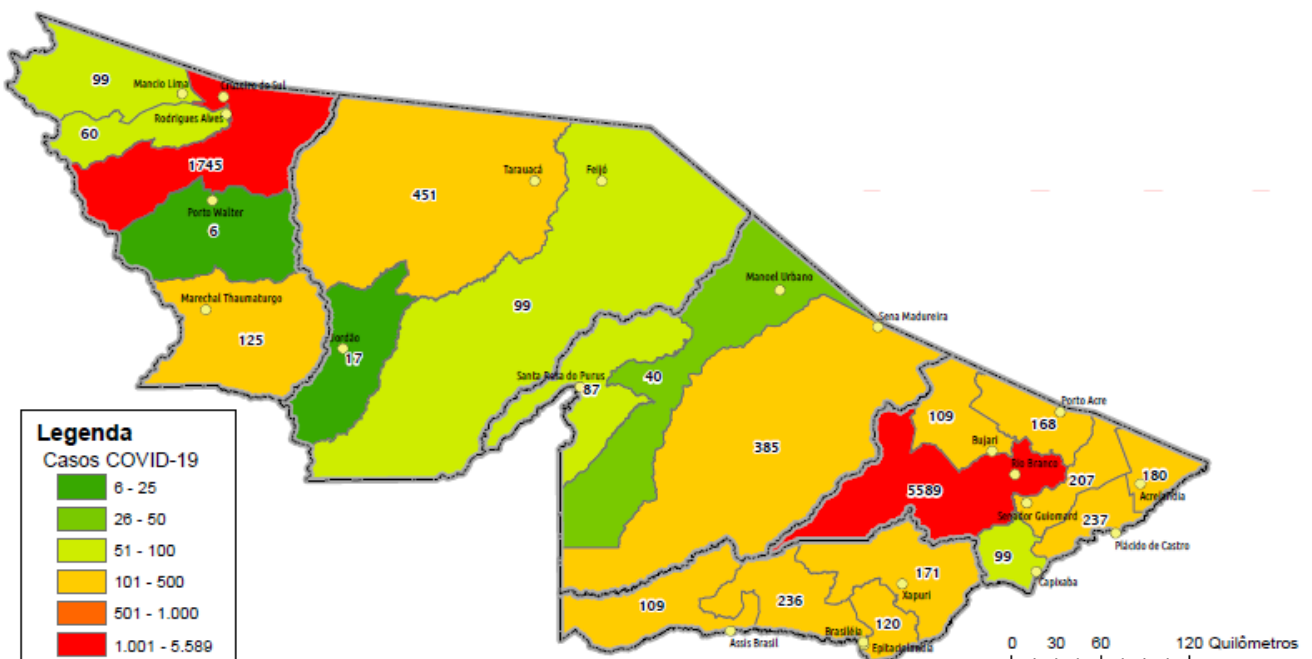 99
Mancio Lima
Cruzeiro do Sul
Rodrigues Alves
60
1745
Tarauacá
Feijó
451
Porto Walter
6
Manoel Urbano
Marechal Thaumaturgo
99
Sena Madureira
125
Jordão
17
Santa Rosa do Purus
40
87
Porto Acre
109
168
Bujari
385
Rio Branco
180
207
5589
Acrelândia
Senador Guiomard
237
Plácido de Castro
99
Capixaba
171
Xapuri
236
109
120
Brasiléia
Assis Brasil
Epitaciolândia
Legenda
Casos COVID-19
6 - 25
26 - 50
51 - 100
101 - 500
501 - 1.000
1.001 - 5.589
0 30 60 120 Quilômetros